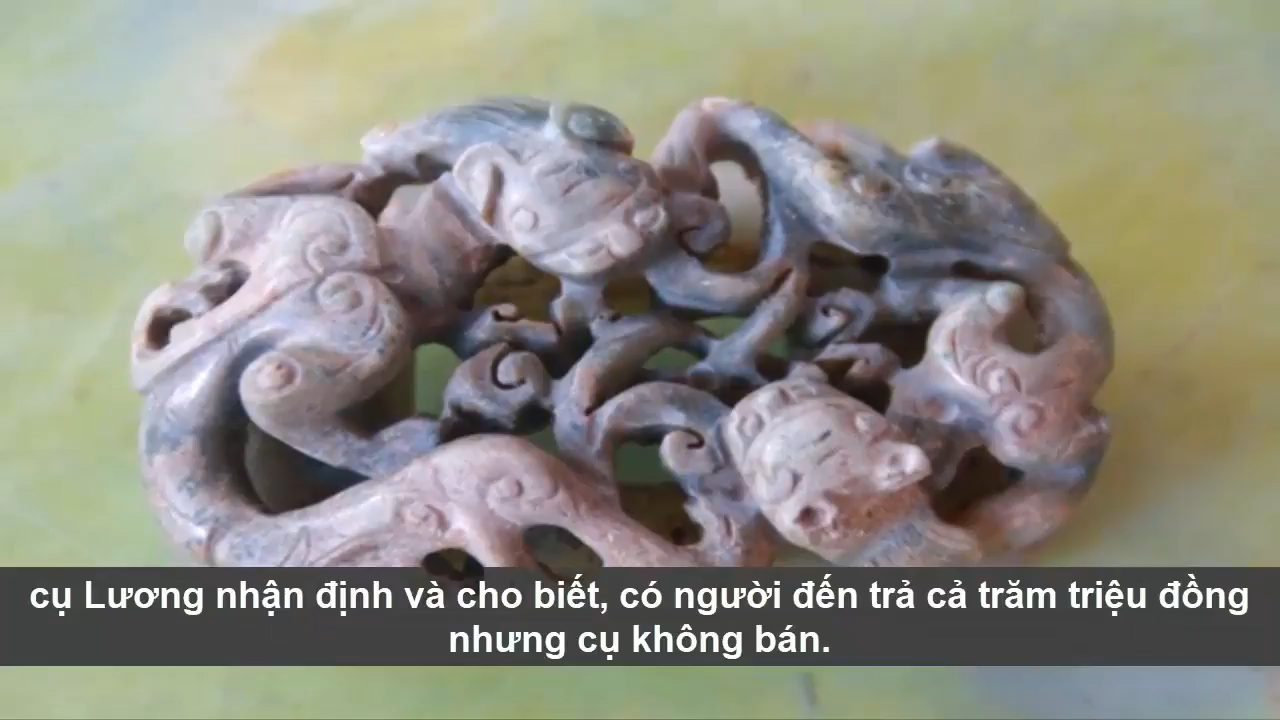 cụ Lương nhận định và cho biết, có người đến trả cả trăm triệu đồng
nhưng cụ không bán.